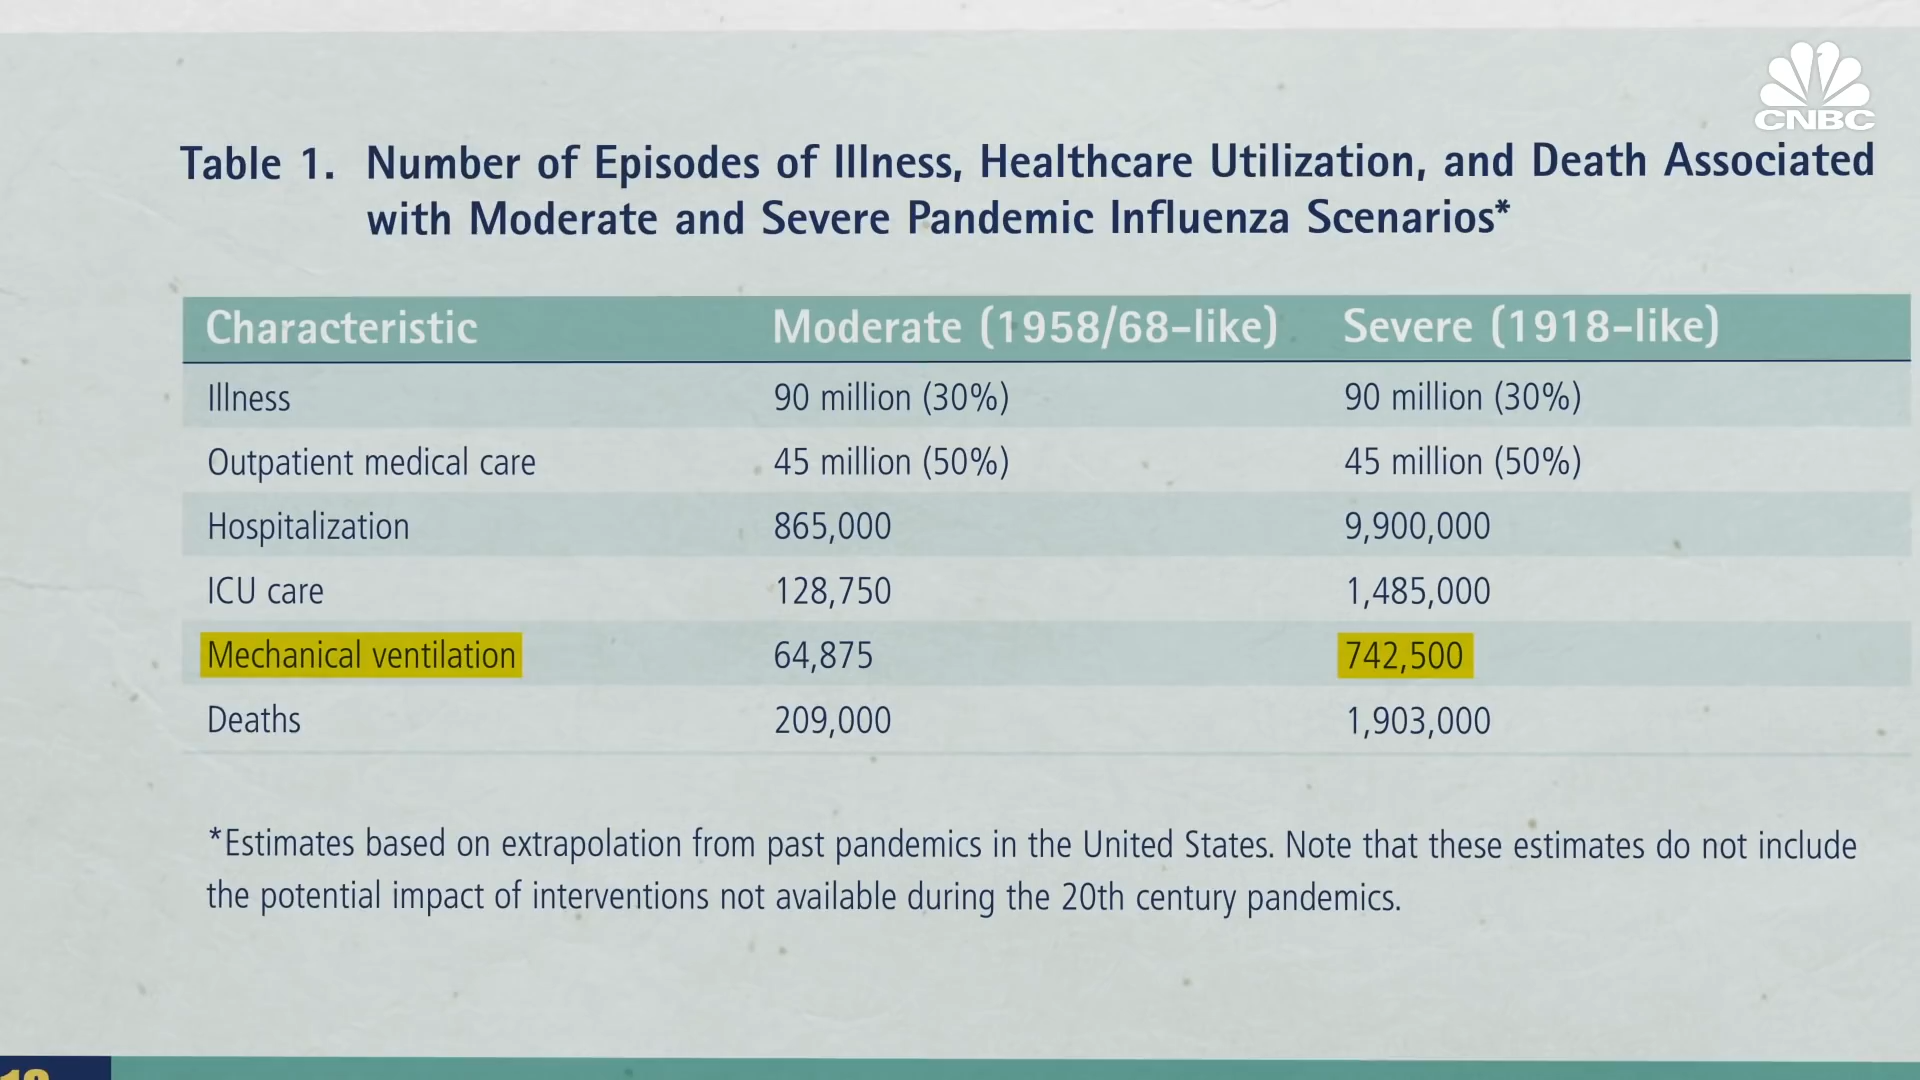 CNBC
Table 1. Number of Episodes of Illness, Healthcare Utilization, and Death Associated
with Moderate and Severe Pandemic Influenza Scenarios*
Characteristic Moderate (1958/68-like) Severe (1918-like)
Illness 90 million (30%) 90 million (30%)
Outpatient medical care 45 million (50%) 45 million (50%)
Hospitalization 865,000 9,900,000
ICU care 128,750 1,485,000
Mechanical ventilation 64,875 742,500
Deaths 209,000 1,903,000
*Estimates based on extrapolation from past pandemics in the United States. Note that these estimates do not include
the potential impact of interventions not available during the 20th century pandemics.